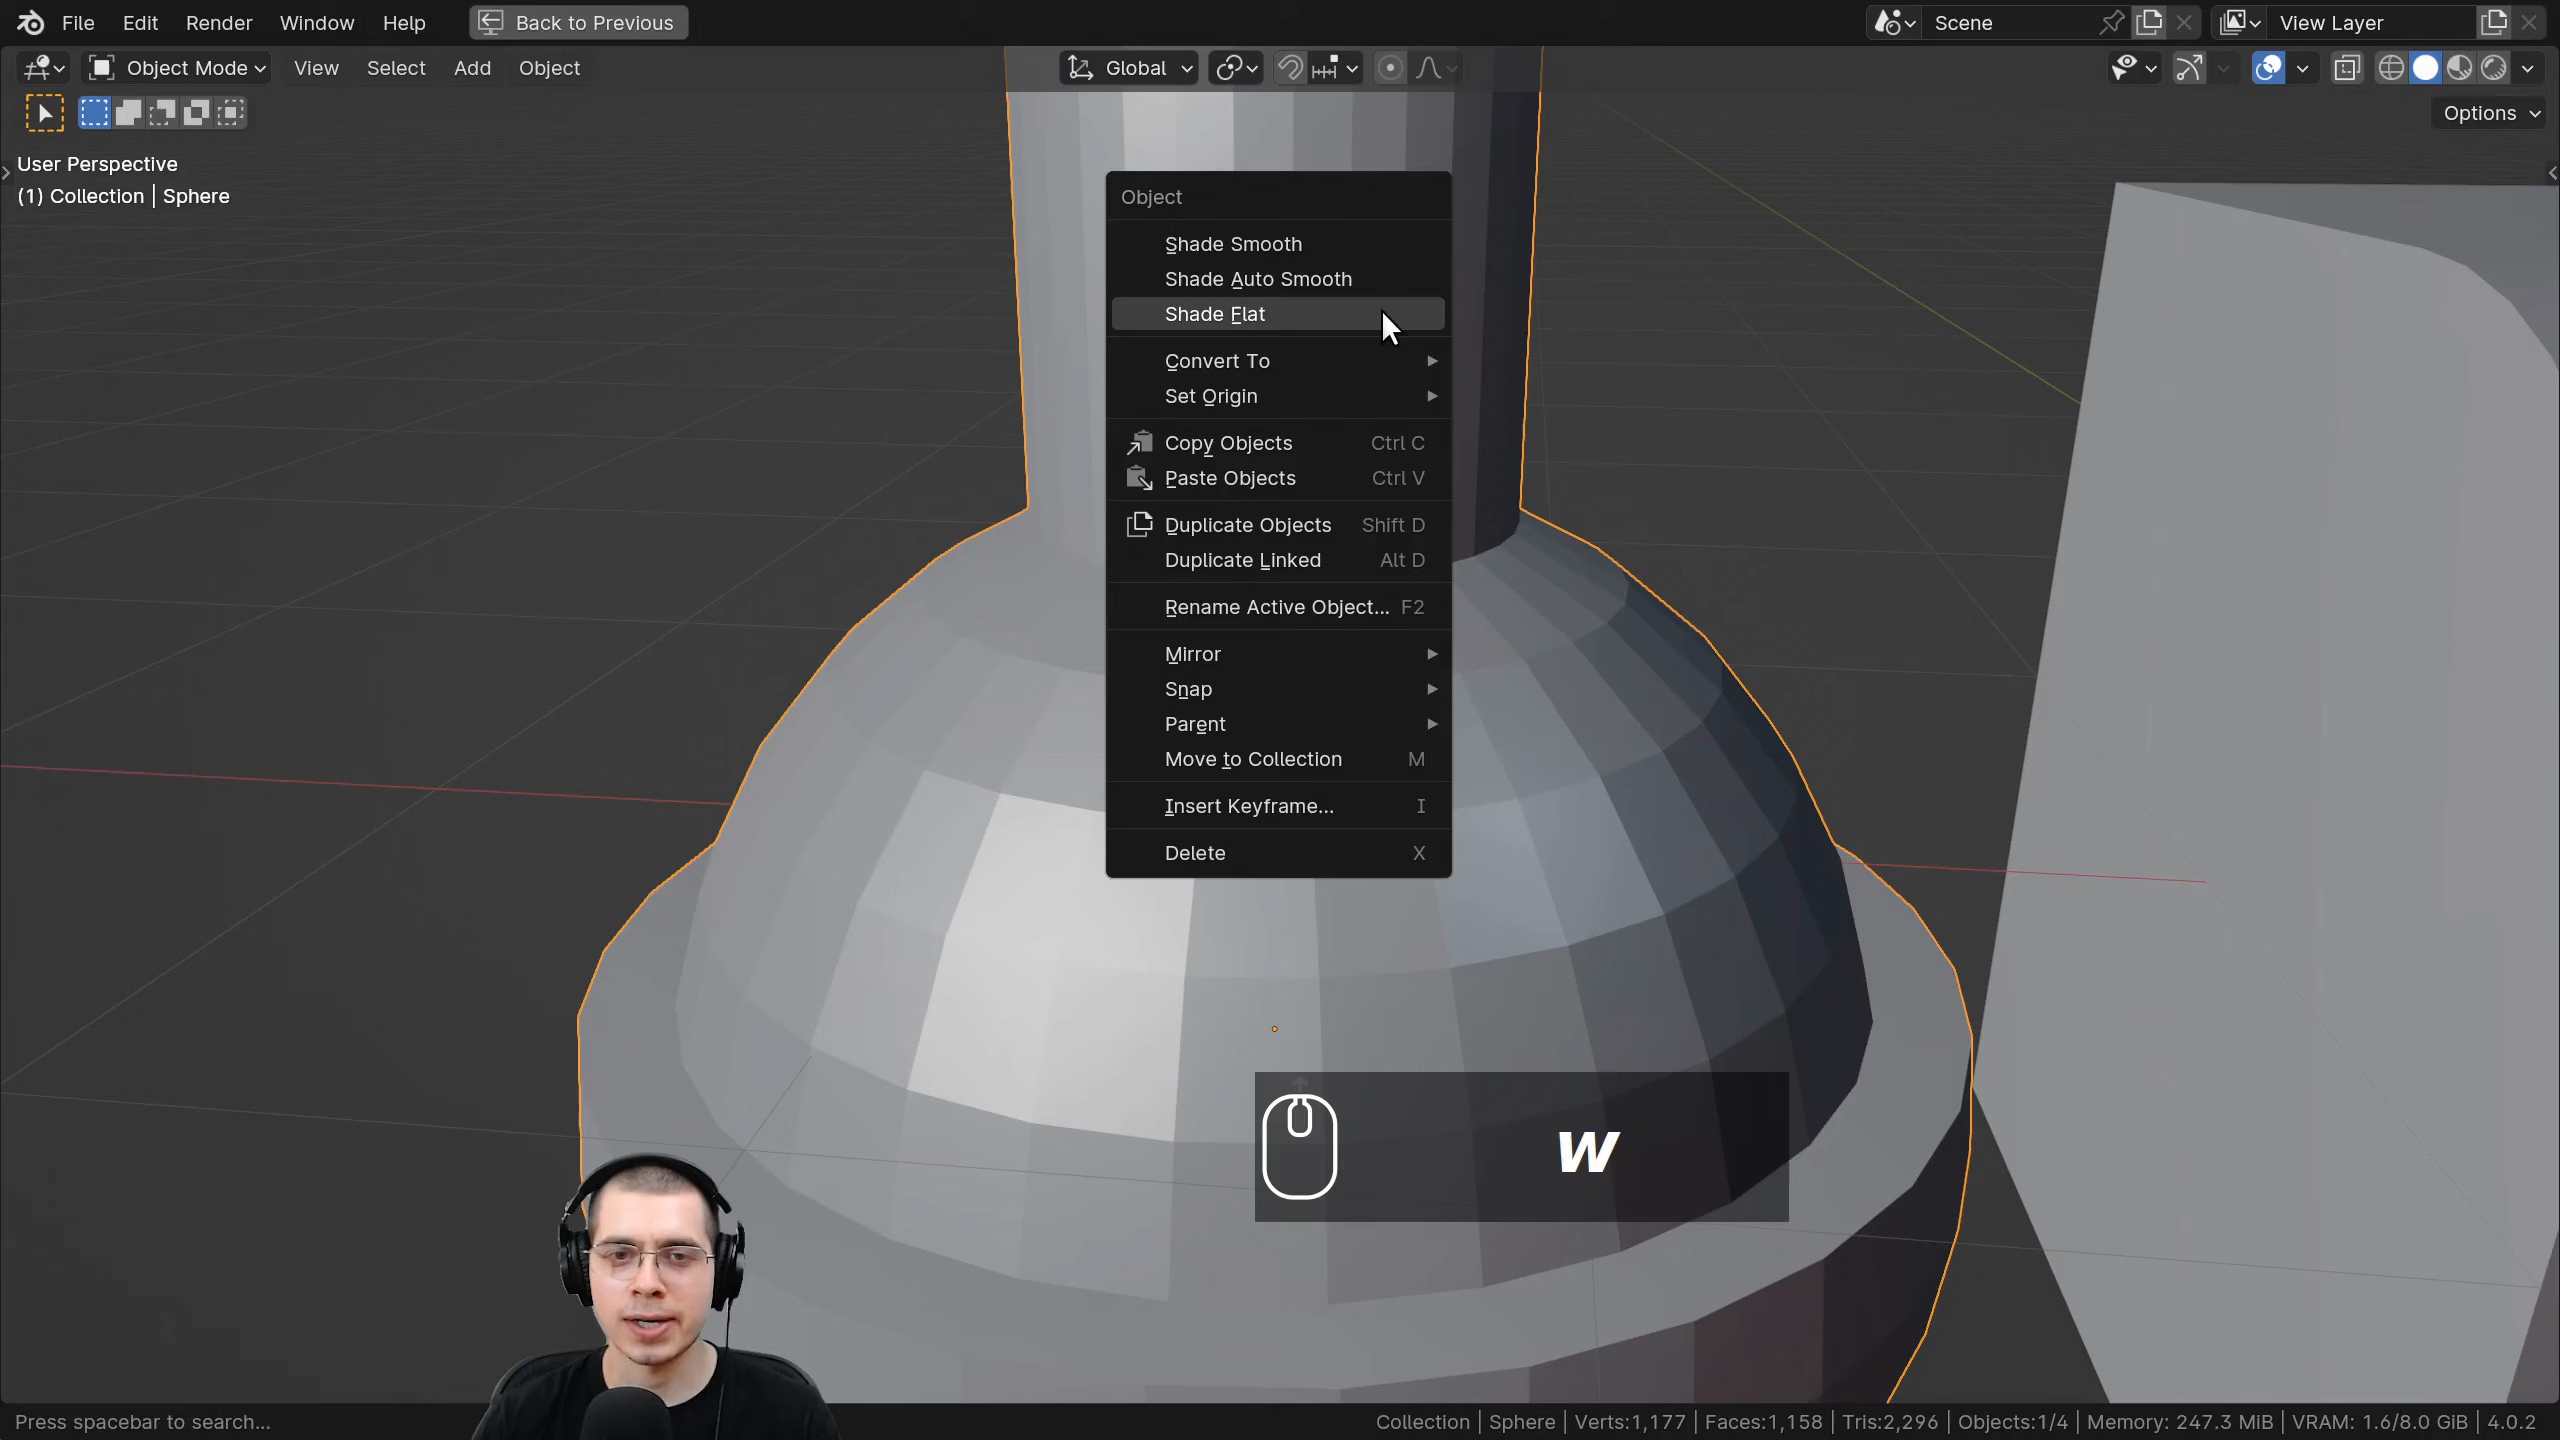 File Edit Render Window Help Back to Previous Scene View Layer
Object Mode View Select Add Object Global
Options
User Perspective
(1) Collection | Sphere
Object
Shade Smooth
Shade Auto Smooth
Shade Flat
Convert To
Set Origin
Copy Objects Ctrl C
Paste Objects Ctrl V
Duplicate Objects Shift D
Duplicate Linked Alt D
Rename Active Object... F2
Mirror
Snap
Parent
Move to Collection M
Insert Keyframe... I
Delete X
W
Press spacebar to search... Collection | Sphere | Verts:1,177 | Faces:1,158 | Tris:2,296 | Objects:1/4 | Memory: 247.3 MiB | VRAM: 1.6/8.0 GiB | 4.0.2